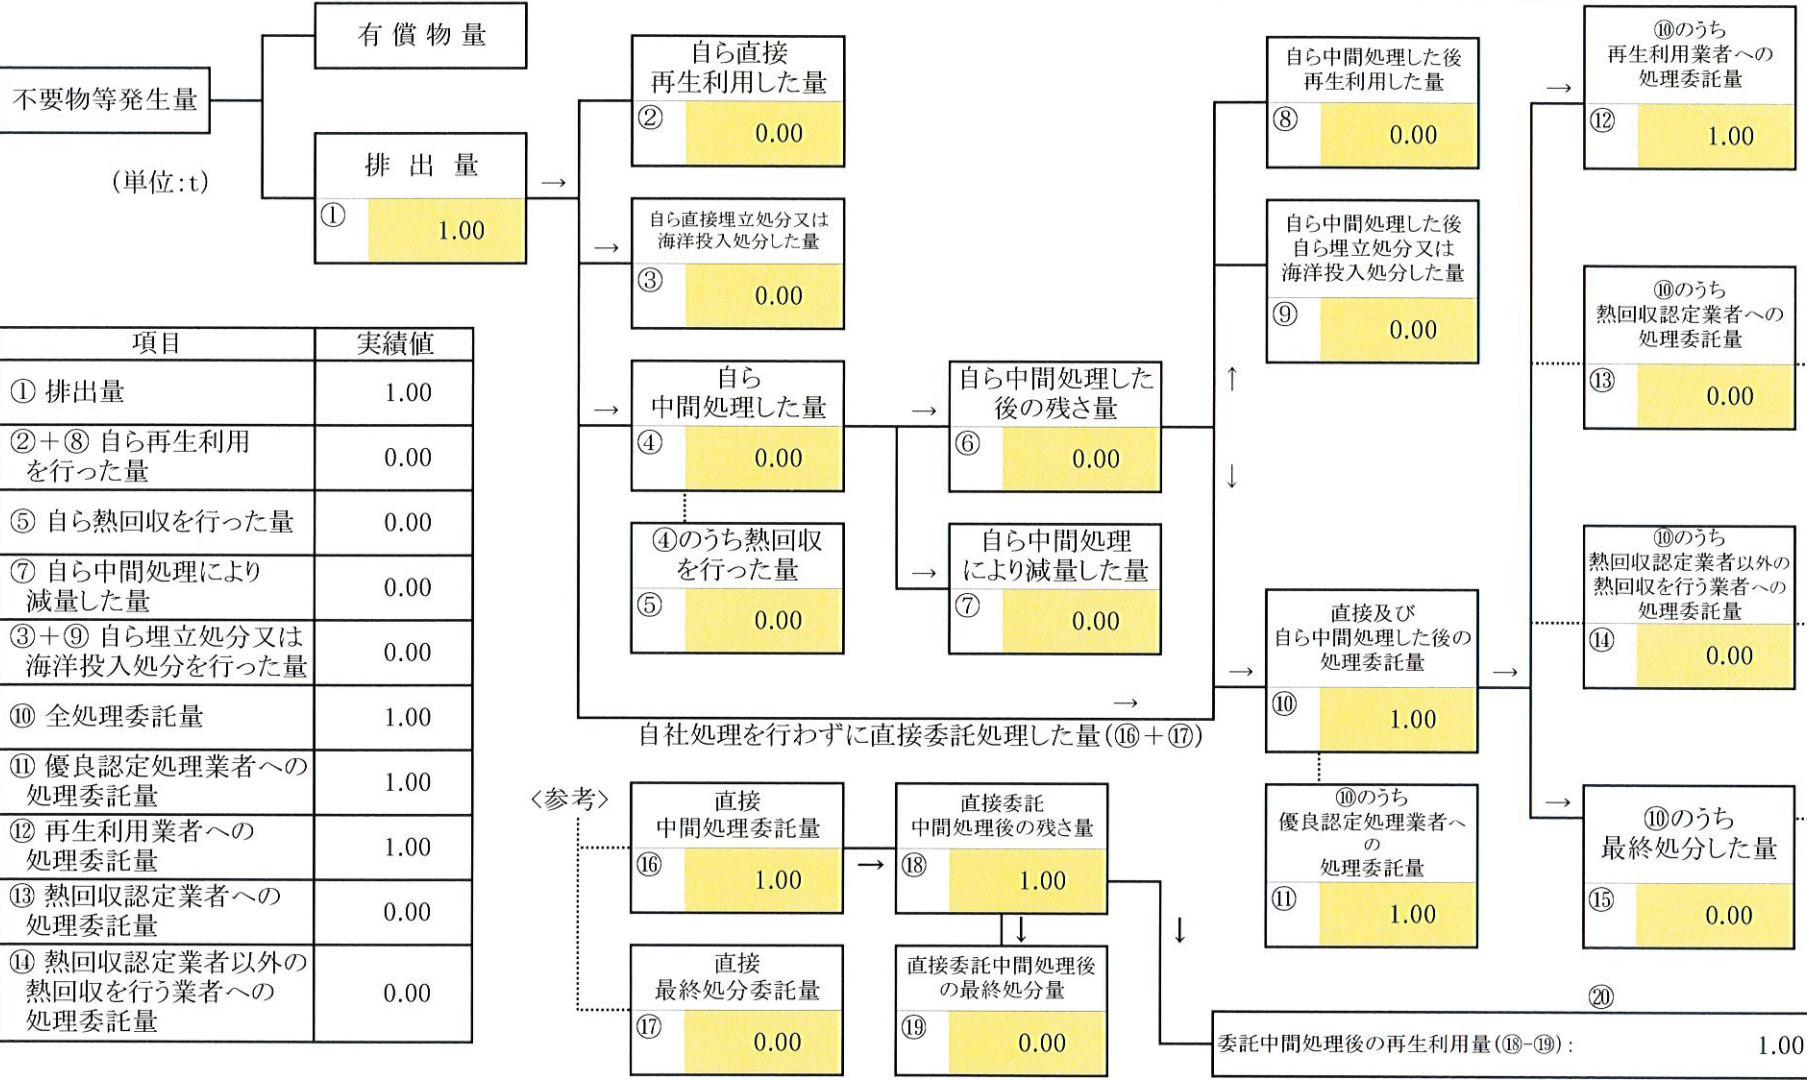 有 償 物 量
不要物等発生量
(単位:t)
排 出 量
① 1.00
→
自ら直接
再生利用した量
② 0.00
→
自ら直接埋立処分又は
海洋投入処分した量
③ 0.00
→
自ら
中間処理した量
④ 0.00
④のうち熱回収
を行った量
⑤ 0.00
→
自ら中間処理した
後の残さ量
⑥ 0.00
→
自ら中間処理
により減量した量
⑦ 0.00
自ら中間処理した後
再生利用した量
⑧ 0.00
自ら中間処理した後
自ら埋立処分又は
海洋投入処分した量
⑨ 0.00
↑
↓
→
直接及び
自ら中間処理した後の
処理委託量
⑩ 1.00
→
⑩のうち
優良認定処理業者へ
の
処理委託量
⑪ 1.00
→
⑩のうち
再生利用業者への
処理委託量
⑫ 1.00
⑩のうち
熱回収認定業者への
処理委託量
⑬ 0.00
⑩のうち
熱回収認定業者以外の
熱回収を行う業者への
処理委託量
⑭ 0.00
→
⑩のうち
最終処分した量
⑮ 0.00
→
自社処理を行わずに直接委託処理した量(⑯+⑰)
〈参考〉
直接
中間処理委託量
⑯ 1.00
→
直接
最終処分委託量
⑰ 0.00
直接委託
中間処理後の残さ量
⑱ 1.00
↓
直接委託中間処理後
の最終処分量
⑲ 0.00
↓
⑳
委託中間処理後の再生利用量(⑱-⑲): 1.00
項目 実績値
① 排出量 1.00
②+⑧ 自ら再生利用
を行った量 0.00
⑤ 自ら熱回収を行った量 0.00
⑦ 自ら中間処理により
減量した量 0.00
③+⑨ 自ら埋立処分又は
海洋投入処分を行った量 0.00
⑩ 全処理委託量 1.00
⑪ 優良認定処理業者への
処理委託量 1.00
⑫ 再生利用業者への
処理委託量 1.00
⑬ 熱回収認定業者への
処理委託量 0.00
⑭ 熱回収認定業者以外の
熱回収を行う業者への
処理委託量 0.00